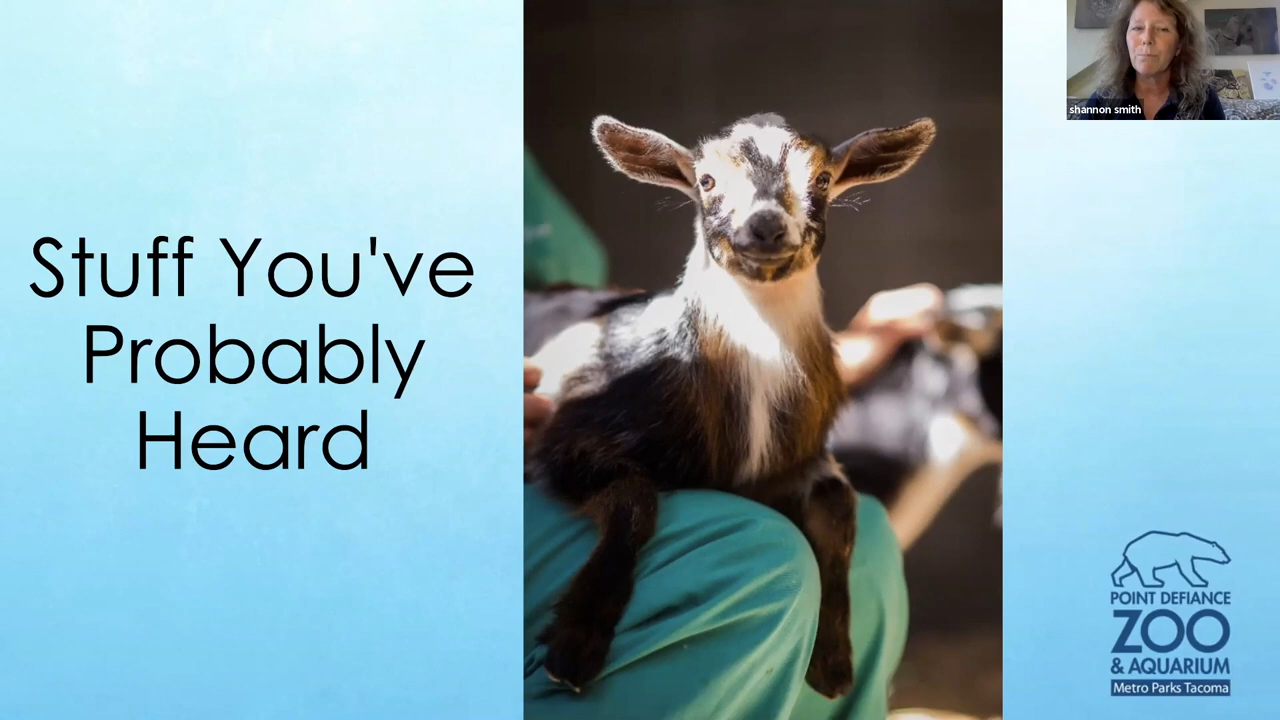 Stuff You've
Probably
Heard
shannon smith
POINT DEFIANCE
ZOO
& AQUARIUM
Metro Parks Tacoma